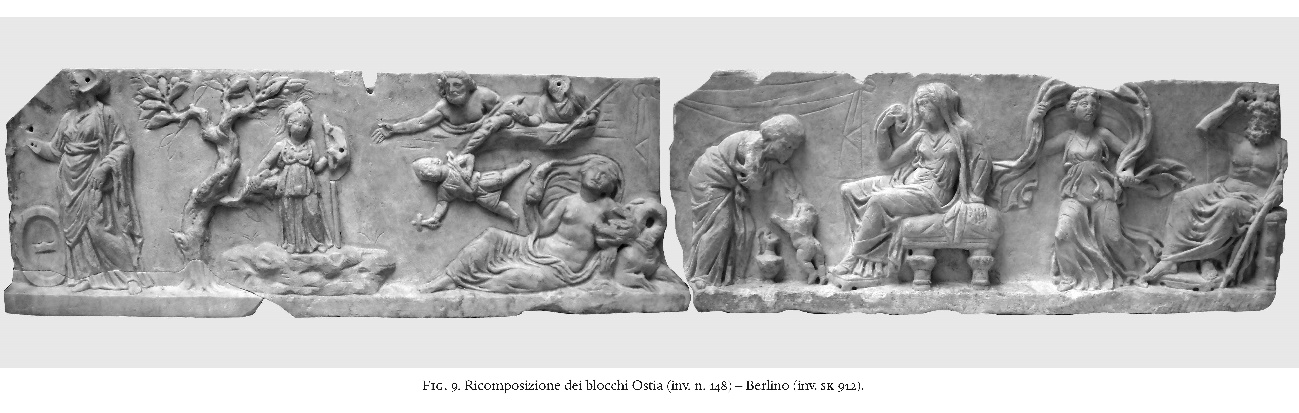 Fig. 9. Ricomposizione dei blocchi Ostia (inv. n. 148) – Berlino (inv. sk 912).